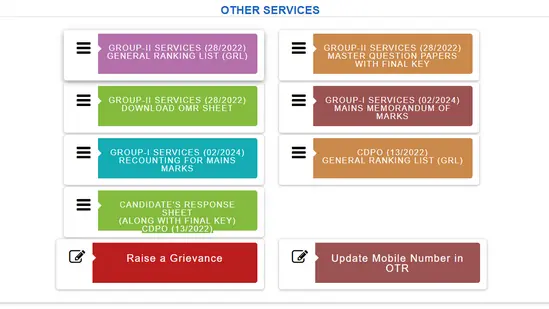 OTHER SERVICES
GROUP-II SERVICES (28/2022)
GENERAL RANKING LIST (GRL)
GROUP-II SERVICES (28/2022)
MASTER QUESTION PAPERS
WITH FINAL KEY
GROUP-II SERVICES (28/2022)
DOWNLOAD OMR SHEET
GROUP-I SERVICES (02/2024)
MAINS MEMORANDUM OF
MARKS
GROUP-I SERVICES (02/2024)
RECOUNTING FOR MAINS
MARKS
CDPO (13/2022)
GENERAL RANKING LIST (GRL)
CANDIDATE'S RESPONSE
SHEET
(ALONG WITH FINAL KEY)
CDPO (13/2022)
Raise a Grievance
Update Mobile Number in
OTR